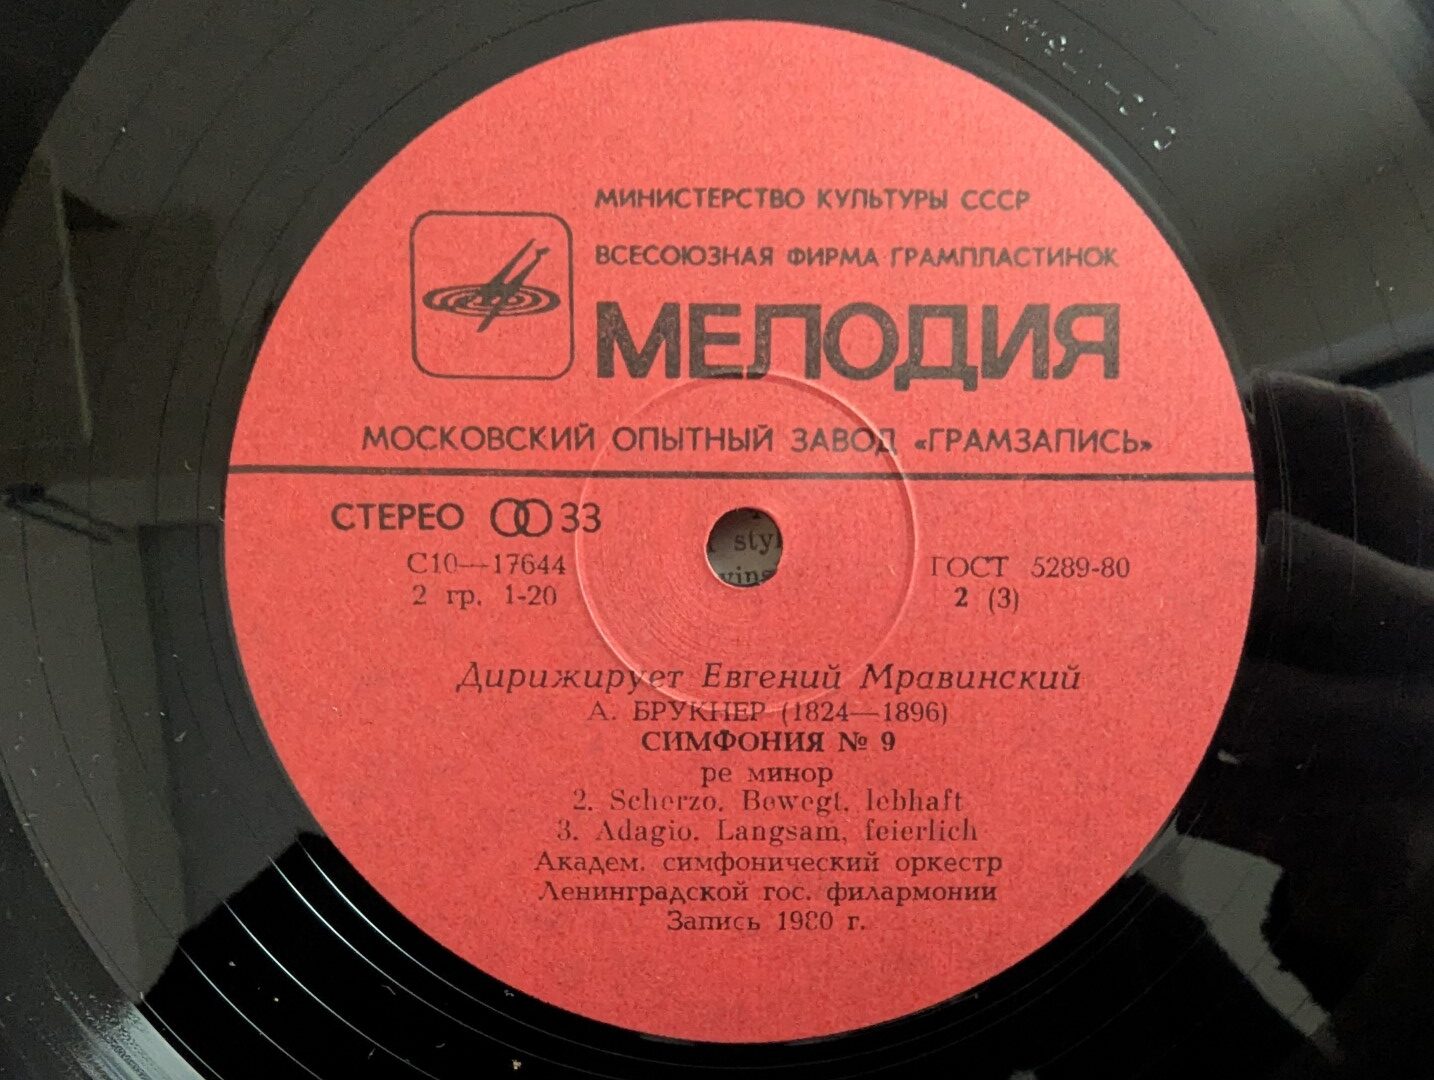 МИНИСТЕРСТВО КУЛЬТУРЫ СССР
ВСЕСОЮЗНАЯ ФИРМА ГРАМПЛАСТИНОК
МЕЛОДИЯ
МОСКОВСКИЙ ОПЫТНЫЙ ЗАВОД «ГРАМЗАПИСЬ»
СТЕРЕО 33
С10—17644
2 гр. 1-20
ГОСТ 5289-80
2 (3)
Дирижирует Евгений Мравинский
А. БРУКНЕР (1824—1896)
СИМФОНИЯ № 9
ре минор
2. Scherzo. Bewegt, lebhaft
3. Adagio. Langsam, feierlich
Академ. симфонический оркестр
Ленинградской гос. филармонии
Запись 1980 г.